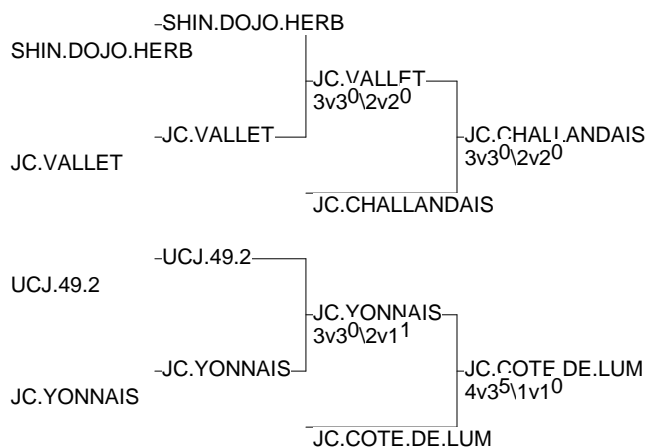 SHIN.DOJO.HERB
SHIN.DOJO.HERB
JC.VALLET
3v3⁰\2v2⁰
JC.VALLET
JC.CHALLANDAIS
3v3⁰\2v2⁰
JC.VALLET
JC.CHALLANDAIS
UCJ.49.2
UCJ.49.2
JC.YONNAIS
3v3⁰\2v1¹
JC.YONNAIS
JC.COTE.DE.LUM
4v3⁵\1v1⁰
JC.YONNAIS
JC.COTE.DE.LUM